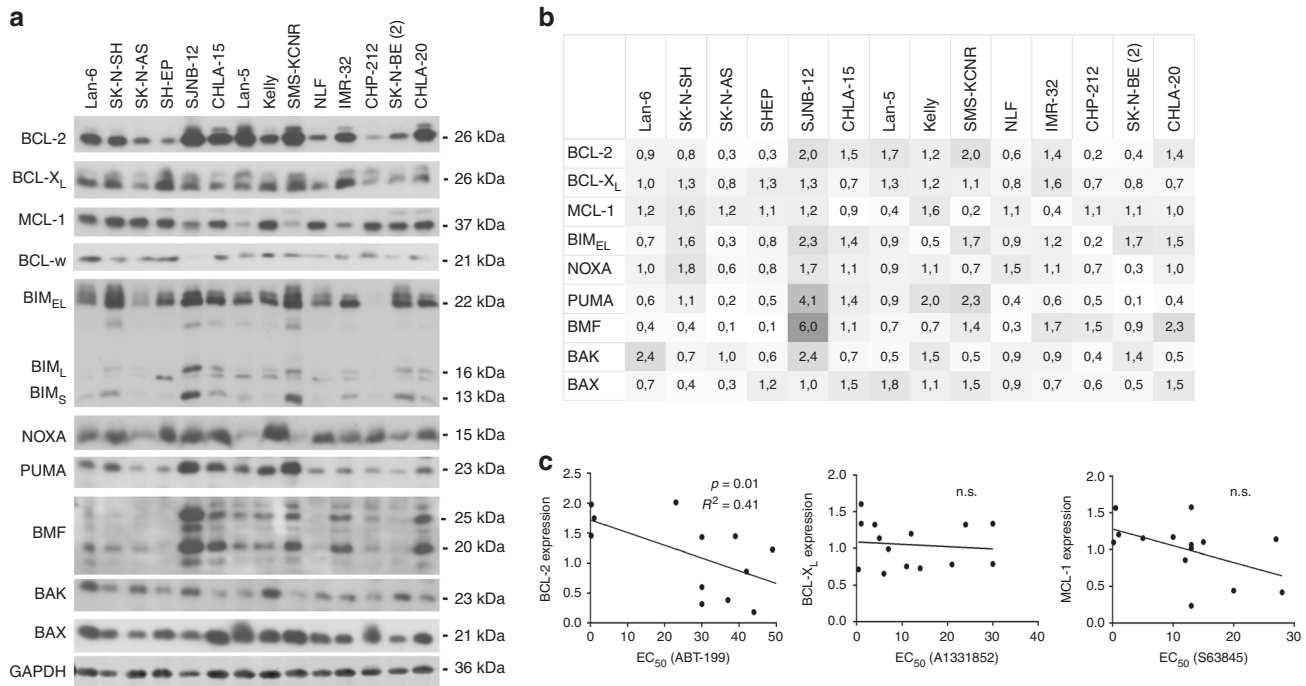 a
Lan-6 SK-N-SH SK-N-AS SH-EP SJNB-12 CHLA-15 Lan-5 Kelly SMS-KCNR NLF IMR-32 CHP-212 SK-N-BE (2) CHLA-20
BCL-2 - 26 kDa
BCL-XL - 26 kDa
MCL-1 - 37 kDa
BCL-w - 21 kDa
BIMEL - 22 kDa
BIML - 16 kDa
BIMS - 13 kDa
NOXA - 15 kDa
PUMA - 23 kDa
BMF - 25 kDa
- 20 kDa
BAK - 23 kDa
BAX - 21 kDa
GAPDH - 36 kDa
b
Lan-6 SK-N-SH SK-N-AS SHEP SJNB-12 CHLA-15 Lan-5 Kelly SMS-KCNR NLF IMR-32 CHP-212 SK-N-BE (2) CHLA-20
BCL-2 0,9 0,8 0,3 0,3 2,0 1,5 1,7 1,2 2,0 0,6 1,4 0,2 0,4 1,4
BCL-XL 1,0 1,3 0,8 1,3 1,3 0,7 1,3 1,2 1,1 0,8 1,6 0,7 0,8 0,7
MCL-1 1,2 1,6 1,2 1,1 1,2 0,9 0,4 1,6 0,2 1,1 0,4 1,1 1,1 1,0
BIMEL 0,7 1,6 0,3 0,8 2,3 1,4 0,9 0,5 1,7 0,9 1,2 0,2 1,7 1,5
NOXA 1,0 1,8 0,6 0,8 1,7 1,1 0,9 1,1 0,7 1,5 1,1 0,7 0,3 1,0
PUMA 0,6 1,1 0,2 0,5 4,1 1,4 0,9 2,0 2,3 0,4 0,6 0,5 0,1 0,4
BMF 0,4 0,4 0,1 0,1 6,0 1,1 0,7 0,7 1,4 0,3 1,7 1,5 0,9 2,3
BAK 2,4 0,7 1,0 0,6 2,4 0,7 0,5 1,5 0,5 0,9 0,9 0,4 1,4 0,5
BAX 0,7 0,4 0,3 1,2 1,0 1,5 1,8 1,1 1,5 0,9 0,7 0,6 0,5 1,5
c
BCL-2 expression
2.5
2.0
1.5
1.0
0.5
0.0
0 10 20 30 40 50
EC50 (ABT-199)
p = 0.01
R2 = 0.41
BCL-XL expression
2.0
1.5
1.0
0.5
0.0
0 10 20 30 40
EC50 (A1331852)
n.s.
MCL-1 expression
2.0
1.5
1.0
0.5
0.0
0 10 20 30
EC50 (S63845)
n.s.